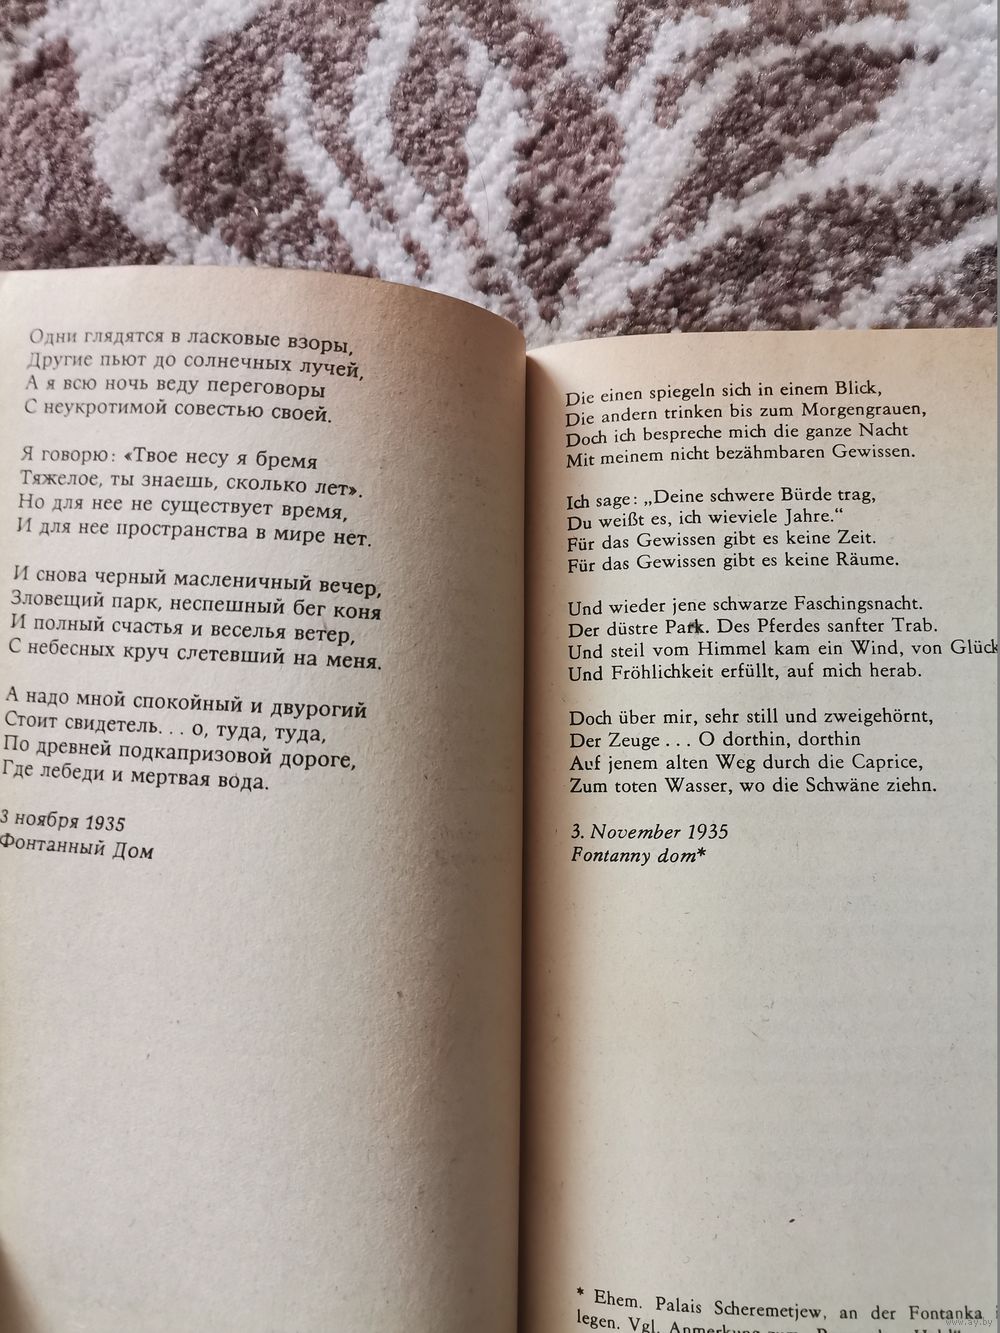 Одни глядятся в ласковые взоры,
Другие пьют до солнечных лучей,
А я всю ночь веду переговоры
С неукротимой совестью своей.
Я говорю: «Твое несу я бремя
Тяжелое, ты знаешь, сколько лет».
Но для нее не существует время,
И для нее пространства в мире нет.
И снова черный масленичный вечер,
Зловещий парк, неспешный бег коня
И полный счастья и веселья ветер,
С небесных круч слетевший на меня.
А надо мной спокойный и двурогий
Стоит свидетель... о, туда, туда,
По древней подкапризовой дороге,
Где лебеди и мертвая вода.
3 ноября 1935
Фонтанный Дом
Die einen spiegeln sich in einem Blick,
Die andern trinken bis zum Morgengrauen,
Doch ich bespreche mich die ganze Nacht
Mit meinem nicht bezähmbaren Gewissen.
Ich sage: „Deine schwere Bürde trag,
Du weißt es, ich wieviele Jahre.“
Für das Gewissen gibt es keine Zeit.
Für das Gewissen gibt es keine Räume.
Und wieder jene schwarze Faschingsnacht.
Der düstre Park. Des Pferdes sanfter Trab.
Und steil vom Himmel kam ein Wind, von Glück
Und Fröhlichkeit erfüllt, auf mich herab.
Doch über mir, sehr still und zweigehörnt,
Der Zeuge... O dorthin, dorthin
Auf jenem alten Weg durch die Caprice,
Zum toten Wasser, wo die Schwäne ziehn.
3. November 1935
Fontanny dom*
* Ehem. Palais Scheremetjew, an der Fontanka
legen. Vgl. Anmerkung zum
www.ay.by